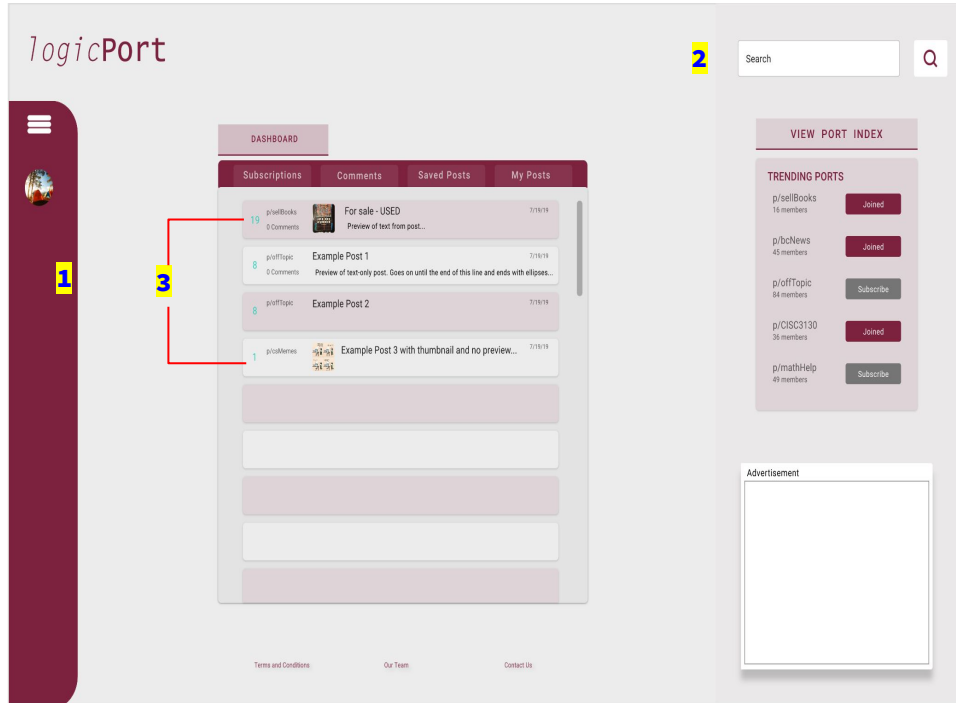 logicPort
2
Search
1
DASHBOARD
Subscriptions
Comments
Saved Posts
My Posts
3
19
p/sellBooks
0 Comments
For sale - USED
Preview of text from post...
7/19/19
8
p/offTopic
0 Comments
Example Post 1
Preview of text-only post. Goes on until the end of this line and ends with ellipses...
7/19/19
8
p/offTopic
Example Post 2
7/19/19
1
p/csMemes
Example Post 3 with thumbnail and no preview...
7/19/19
VIEW PORT INDEX
TRENDING PORTS
p/sellBooks
16 members
Joined
p/bcNews
45 members
Joined
p/offTopic
84 members
Subscribe
p/CISC3130
36 members
Joined
p/mathHelp
49 members
Subscribe
Advertisement
Terms and Conditions
Our Team
Contact Us